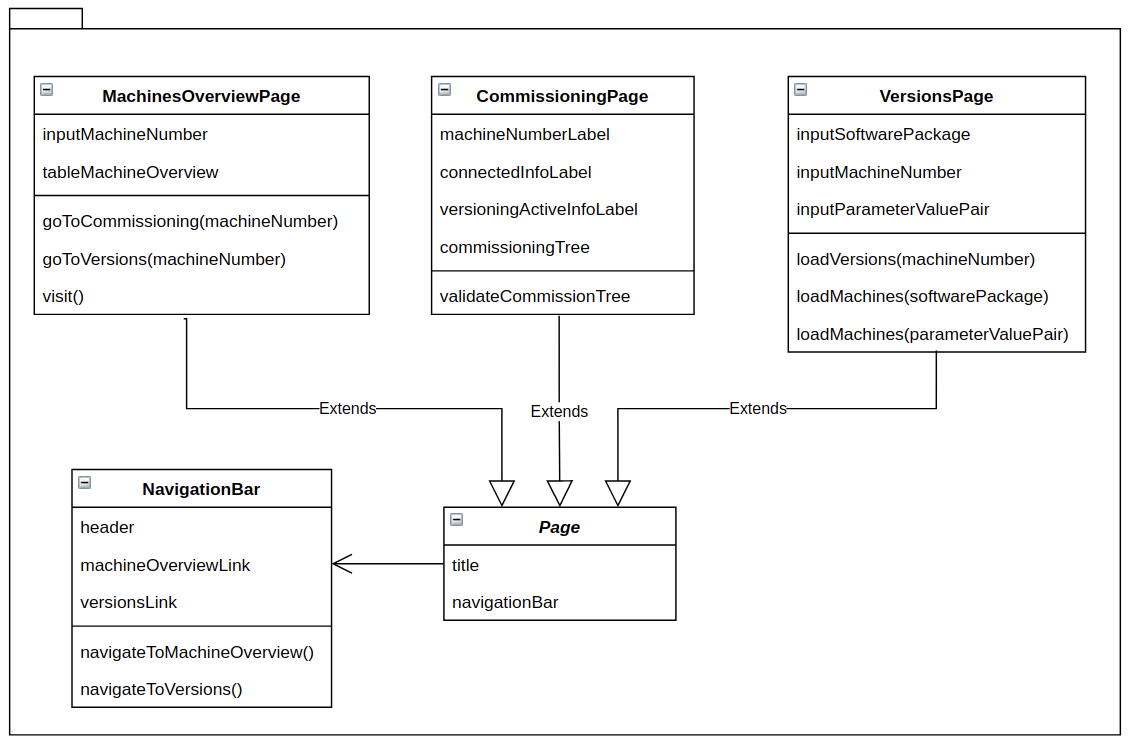 MachinesOverviewPage
inputMachineNumber
tableMachineOverview
goToCommissioning(machineNumber)
goToVersions(machineNumber)
visit()
CommissioningPage
machineNumberLabel
connectedInfoLabel
versioningActiveInfoLabel
commissioningTree
validateCommissionTree
VersionsPage
inputSoftwarePackage
inputMachineNumber
inputParameterValuePair
loadVersions(machineNumber)
loadMachines(softwarePackage)
loadMachines(parameterValuePair)
Extends
Extends
Extends
NavigationBar
header
machineOverviewLink
versionsLink
navigateToMachineOverview()
navigateToVersions()
Page
title
navigationBar